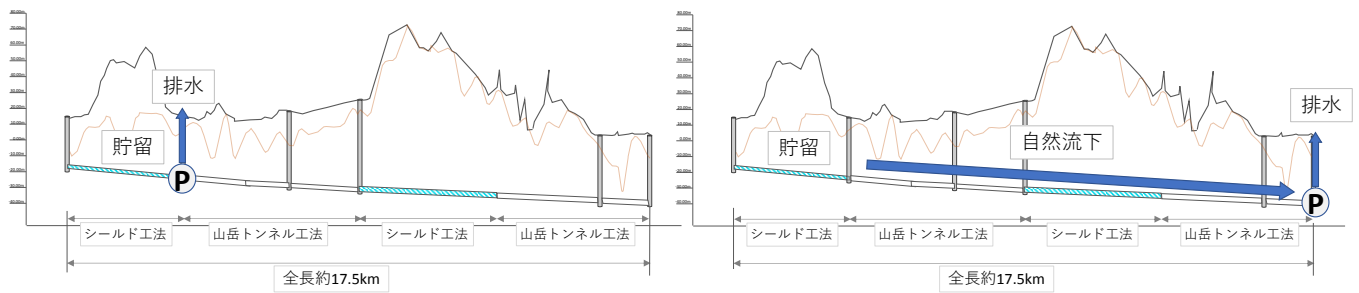 排水
貯留
P
シールド工法
山岳トンネル工法
シールド工法
山岳トンネル工法
全長約17.5km
排水
貯留
自然流下
P
シールド工法
山岳トンネル工法
シールド工法
山岳トンネル工法
全長約17.5km